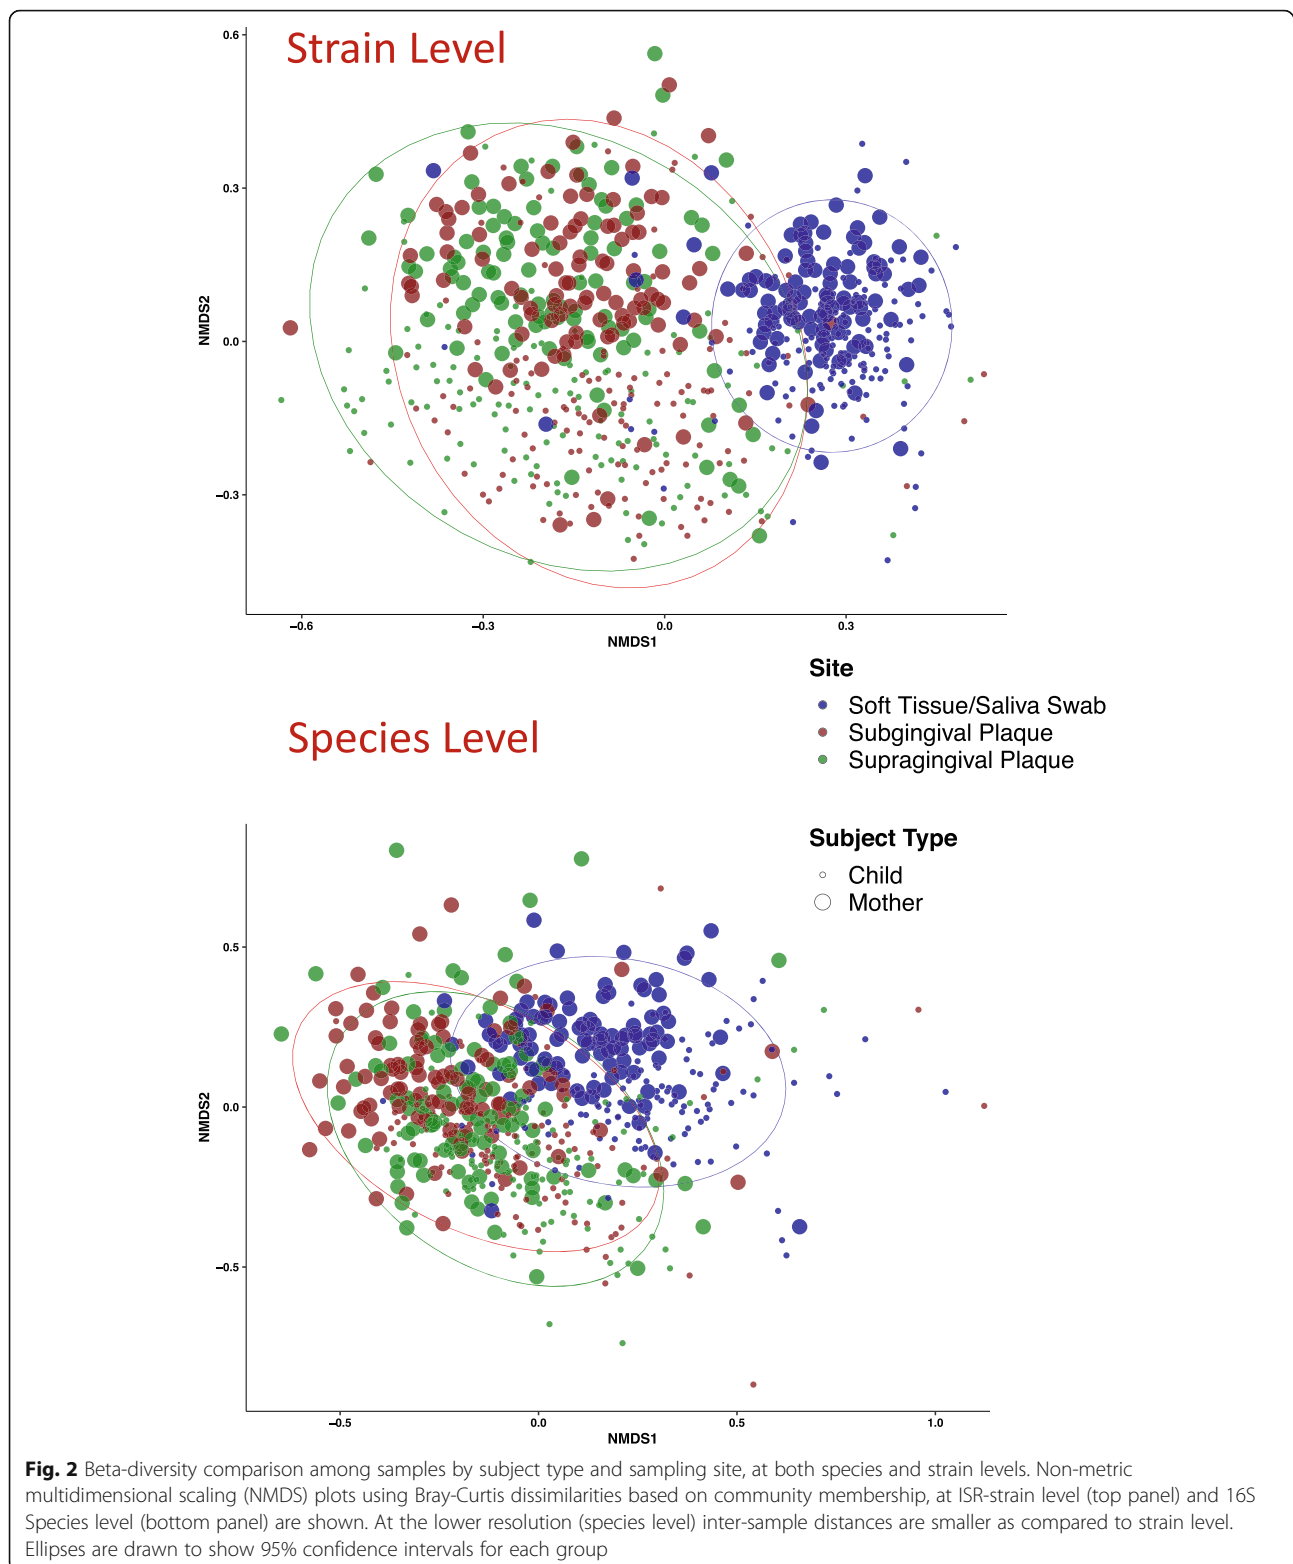 Strain Level
0.6
0.3
0.0
−0.3
NMDS2
−0.6
−0.3
0.0
0.3
NMDS1
Site
Soft Tissue/Saliva Swab
Subgingival Plaque
Supragingival Plaque
Species Level
Subject Type
Child
Mother
0.5
0.0
−0.5
NMDS2
−0.5
0.0
0.5
1.0
NMDS1
Fig. 2 Beta-diversity comparison among samples by subject type and sampling site, at both species and strain levels. Non-metric
multidimensional scaling (NMDS) plots using Bray-Curtis dissimilarities based on community membership, at ISR-strain level (top panel) and 16S
Species level (bottom panel) are shown. At the lower resolution (species level) inter-sample distances are smaller as compared to strain level.
Ellipses are drawn to show 95% confidence intervals for each group